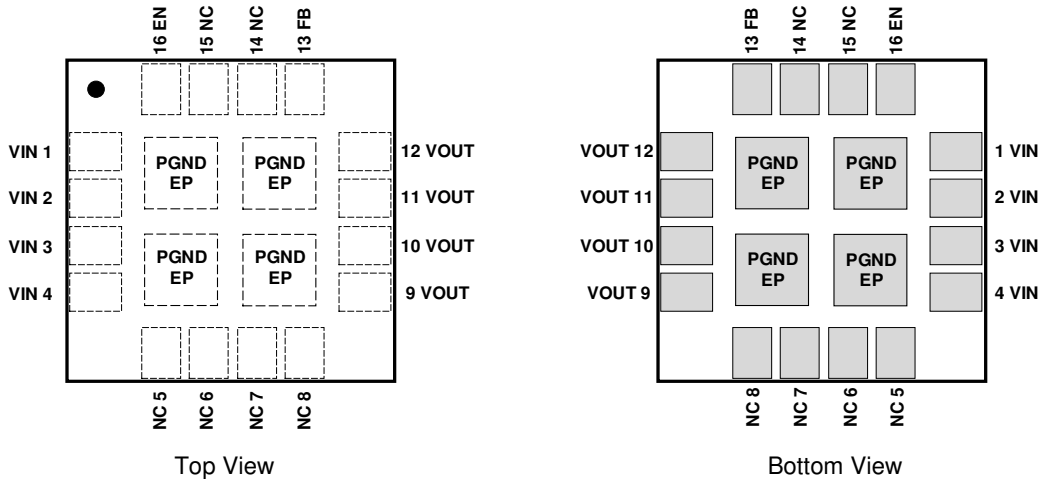 16 EN
15 NC
14 NC
13 FB
VIN 1
VIN 2
VIN 3
VIN 4
PGND
EP
PGND
EP
PGND
EP
PGND
EP
12 VOUT
11 VOUT
10 VOUT
9 VOUT
NC 5
NC 6
NC 7
NC 8
Top View
13 FB
14 NC
15 NC
16 EN
VOUT 12
VOUT 11
VOUT 10
VOUT 9
PGND
EP
PGND
EP
PGND
EP
PGND
EP
1 VIN
2 VIN
3 VIN
4 VIN
NC 8
NC 7
NC 6
NC 5
Bottom View